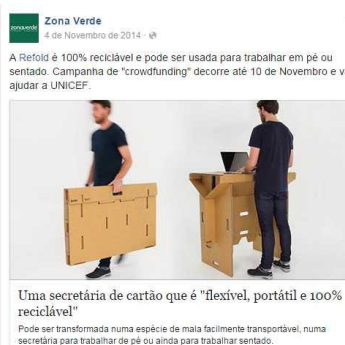 zonaverde
Zona Verde
4 de Novembro de 2014 ·
A Refold é 100% reciclável e pode ser usada para trabalhar em pé ou
sentado. Campanha de "crowdfunding" decorre até 10 de Novembro e v
ajudar a UNICEF.
Uma secretária de cartão que é "flexível, portátil e 100%
reciclável"
Pode ser transformada numa espécie de mala facilmente transportável, numa
secretária para trabalhar de pé ou ainda para trabalhar sentado.